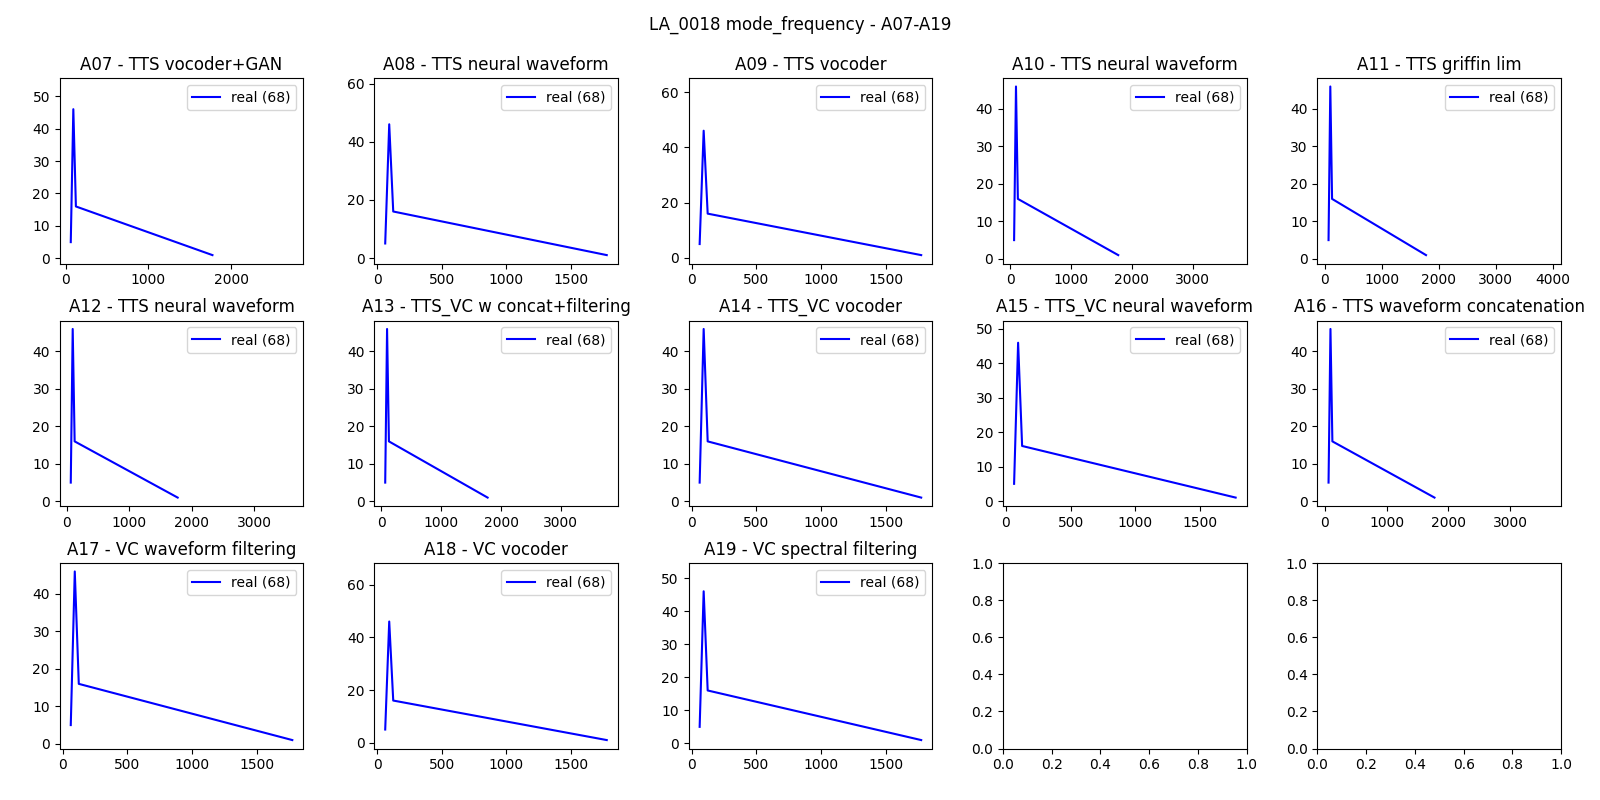 LA_0018 mode_frequency - A07-A19
A07 - TTS vocoder+GAN
real (68)
50
40
30
20
10
0
0 1000 2000
A08 - TTS neural waveform
real (68)
60
40
20
0
0 500 1000 1500
A09 - TTS vocoder
real (68)
60
40
20
0
0 500 1000 1500
A10 - TTS neural waveform
real (68)
40
30
20
10
0
0 1000 2000 3000
A11 - TTS griffin lim
real (68)
40
30
20
10
0
0 1000 2000 3000 4000
A12 - TTS neural waveform
real (68)
40
30
20
10
0
0 1000 2000 3000
A13 - TTS_VC w concat+filtering
real (68)
40
30
20
10
0
0 1000 2000 3000
A14 - TTS_VC vocoder
real (68)
40
30
20
10
0
0 500 1000 1500
A15 - TTS_VC neural waveform
real (68)
50
40
30
20
10
0
0 500 1000 1500
A16 - TTS waveform concatenation
real (68)
40
30
20
10
0
0 1000 2000 3000
A17 - VC waveform filtering
real (68)
40
30
20
10
0
0 500 1000 1500
A18 - VC vocoder
real (68)
60
40
20
0
0 500 1000 1500
A19 - VC spectral filtering
real (68)
50
40
30
20
10
0
0 500 1000 1500
1.0
0.8
0.6
0.4
0.2
0.0
0.0 0.2 0.4 0.6 0.8 1.0
1.0
0.8
0.6
0.4
0.2
0.0
0.0 0.2 0.4 0.6 0.8 1.0